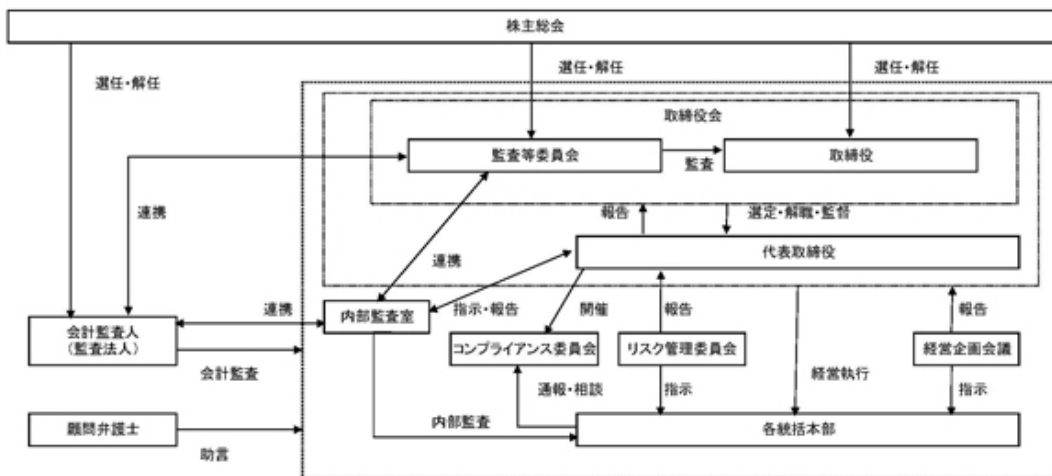 株主総会
選任・解任
選任・解任
選任・解任
取締役会
監査等委員会
監査
取締役
連携
報告
選定・解職・監督
代表取締役
連携
連携
内部監査室
指示・報告
開催
報告
報告
会計監査人
(監査法人)
コンプライアンス委員会
リスク管理委員会
経営企画会議
会計監査
通報・相談
指示
経営執行
指示
顧問弁護士
内部監査
各統括本部
助言